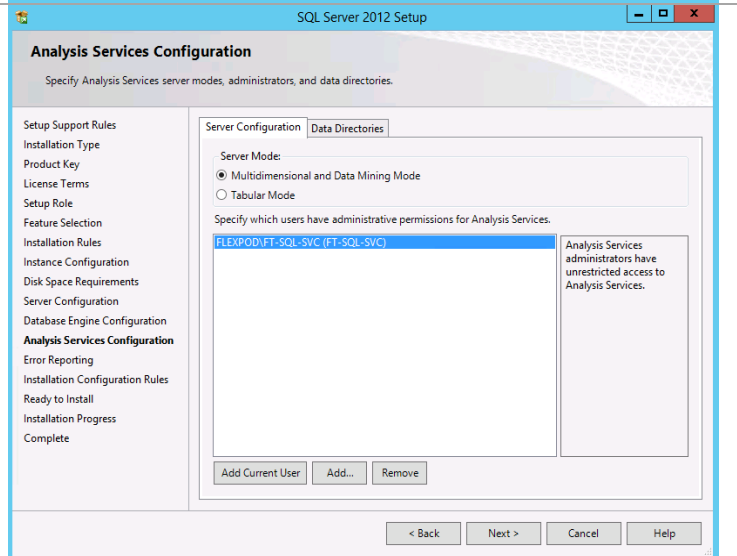 SQL Server 2012 Setup
Analysis Services Configuration
Specify Analysis Services server modes, administrators, and data directories.
Setup Support Rules
Installation Type
Product Key
License Terms
Setup Role
Feature Selection
Installation Rules
Instance Configuration
Disk Space Requirements
Server Configuration
Database Engine Configuration
Analysis Services Configuration
Error Reporting
Installation Configuration Rules
Ready to Install
Installation Progress
Complete
Server Configuration
Data Directories
Server Mode:
Multidimensional and Data Mining Mode
Tabular Mode
Specify which users have administrative permissions for Analysis Services.
FLEXPOD\FT-SQL-SVC (FT-SQL-SVC)
Analysis Services
administrators have
unrestricted access to
Analysis Services.
Add Current User
Add...
Remove
< Back
Next >
Cancel
Help